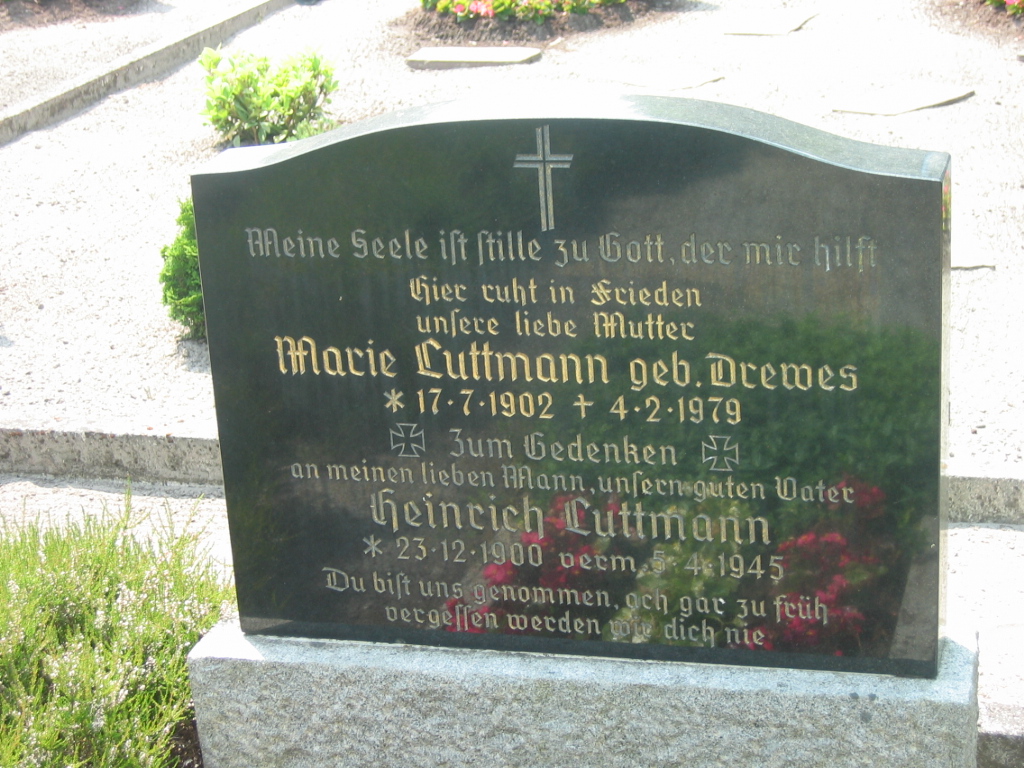 Meine Seele ist stille zu Gott, der mir hilft
Hier ruht in Frieden
unsere liebe Mutter
Marie Luttmann geb. Drewes
* 17·7·1902 † 4·2·1979
Zum Gedenken
an meinen lieben Mann, unsern guten Vater
Heinrich Luttmann
* 23·12·1900 verm. 5·4·1945
Du bist uns genommen, ach gar zu früh
vergessen werden wir dich nie